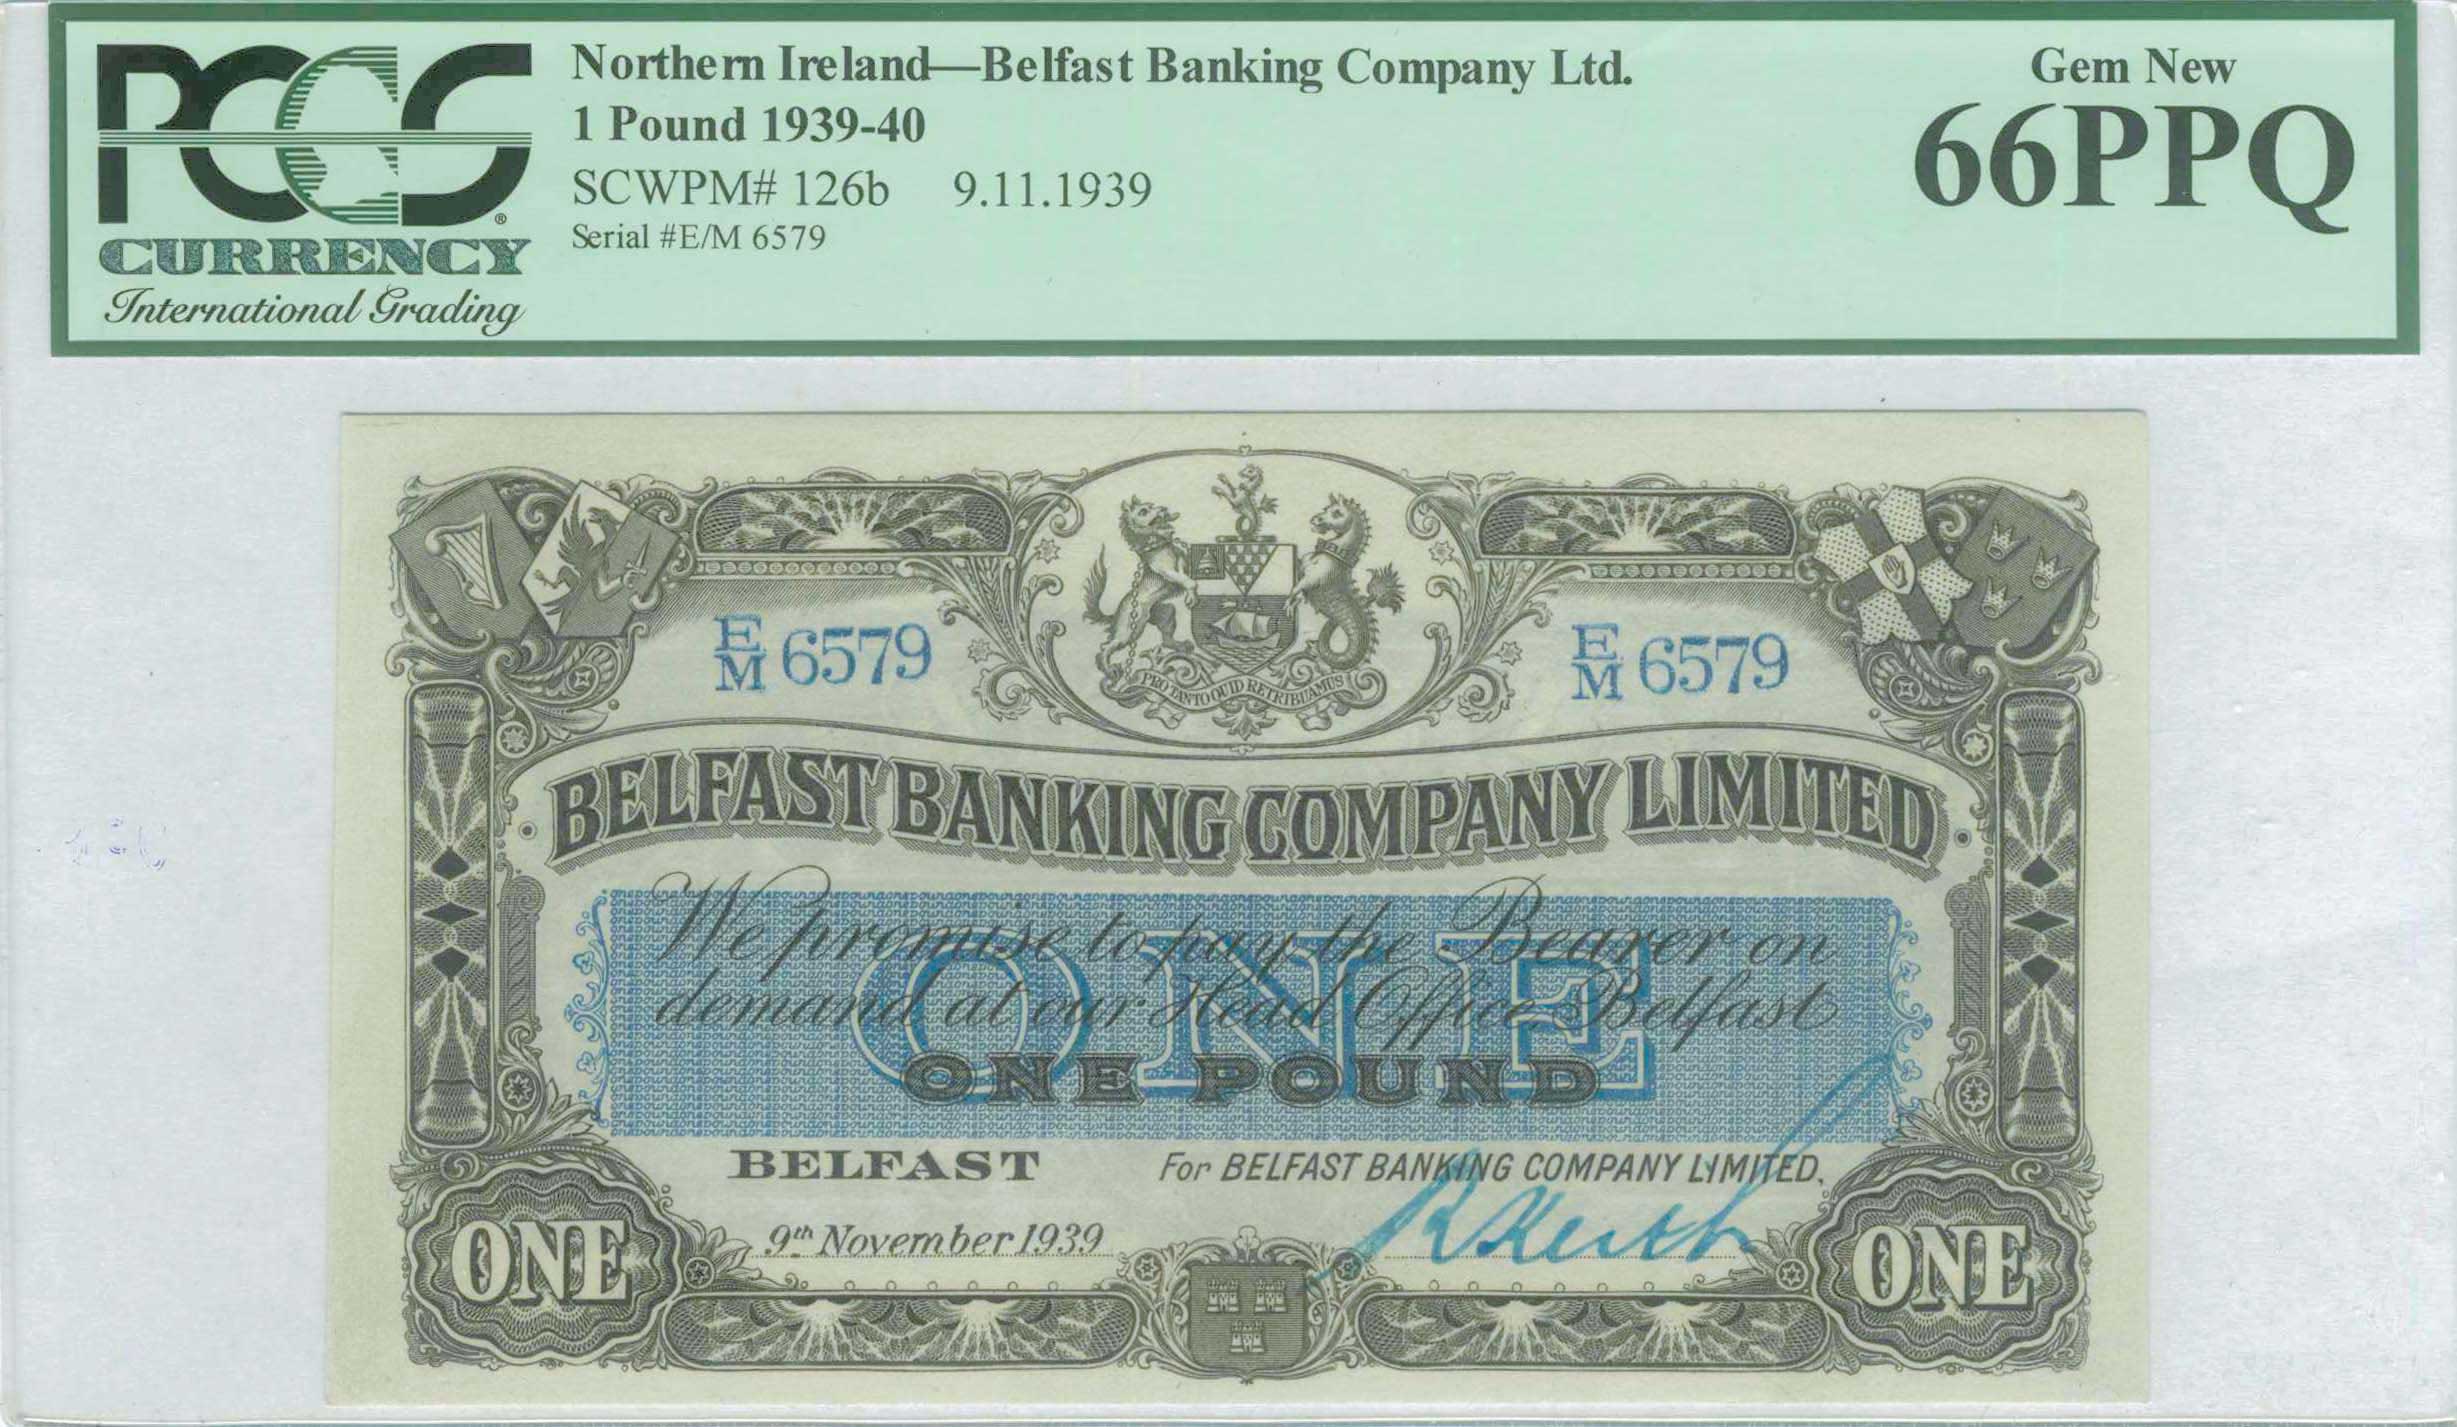 PCGS
CURRENCY
International Grading
Northern Ireland—Belfast Banking Company Ltd.
1 Pound 1939-40
SCWPM# 126b 9.11.1939
Serial #E/M 6579
Gem New
66PPQ
E/M 6579 E/M 6579
PRO TANTO QUID RETRIBUAMUS
BELFAST BANKING COMPANY LIMITED
We promise to pay the Bearer on
demand at our Head Office, Belfast
ONE
ONE POUND
BELFAST For BELFAST BANKING COMPANY LIMITED,
9th November 1939
ONE ONE